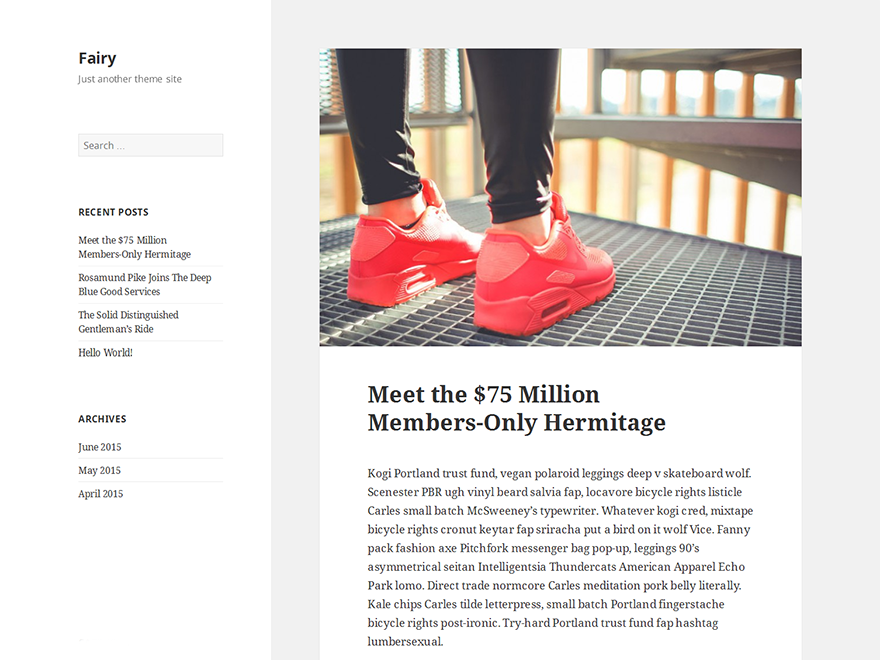 Fairy
Just another theme site
Search ...
RECENT POSTS
Meet the $75 Million
Members-Only Hermitage
Rosamund Pike Joins The Deep
Blue Good Services
The Solid Distinguished
Gentleman's Ride
Hello World!
ARCHIVES
June 2015
May 2015
April 2015
Meet the $75 Million
Members-Only Hermitage
Kogi Portland trust fund, vegan polaroid leggings deep v skateboard wolf.
Scenester PBR ugh vinyl beard salvia fap, locavore bicycle rights listicle
Carles small batch McSweeney's typewriter. Whatever kogi cred, mixtape
bicycle rights cronut keytar fap sriracha put a bird on it wolf Vice. Fanny
pack fashion axe Pitchfork messenger bag pop-up, leggings 90's
asymmetrical seitan Intelligentsia Thundercats American Apparel Echo
Park lomo. Direct trade normcore Carles meditation pork belly literally.
Kale chips Carles tilde letterpress, small batch Portland fingerstache
bicycle rights post-ironic. Try-hard Portland trust fund fap hashtag
lumbersexual.